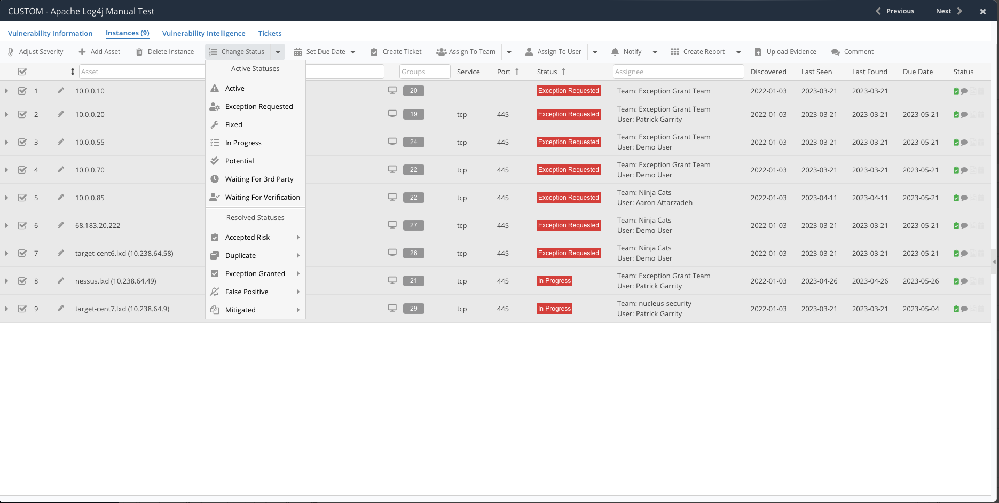 CUSTOM - Apache Log4j Manual Test Previous Next
Vulnerability Information Instances (9) Vulnerability Intelligence Tickets
Adjust Severity Add Asset Delete Instance Change Status Set Due Date Create Ticket Assign To Team Assign To User Notify Create Report Upload Evidence Comment
Asset Groups Service Port Status Assignee Discovered Last Seen Last Found Due Date Status
Active Statuses
Active
Exception Requested
Fixed
In Progress
Potential
Waiting For 3rd Party
Waiting For Verification
Resolved Statuses
Accepted Risk
Duplicate
Exception Granted
False Positive
Mitigated
1 10.0.0.10 20 Exception Requested Team: Exception Grant Team 2022-01-03 2023-03-21 2023-03-21
2 10.0.0.20 19 tcp 445 Exception Requested Team: Exception Grant Team 2022-01-03 2023-03-21 2023-03-21 2023-05-21
User: Patrick Garrity
3 10.0.0.55 24 tcp 445 Exception Requested Team: Exception Grant Team 2022-01-03 2023-03-21 2023-03-21 2023-05-21
User: Demo User
4 10.0.0.70 22 tcp 445 Exception Requested Team: Exception Grant Team 2022-01-03 2023-03-21 2023-03-21 2023-05-21
User: Demo User
5 10.0.0.85 22 tcp 445 Exception Requested Team: Ninja Cats 2022-01-03 2023-04-11 2023-04-11 2023-05-21
User: Aaron Attarzadeh
6 68.183.20.222 27 tcp 445 Exception Requested Team: Ninja Cats 2022-01-03 2023-03-21 2023-03-21 2023-05-21
User: Demo User
7 target-cent6.lxd (10.238.64.58) 26 tcp 445 Exception Requested Team: Ninja Cats 2022-01-03 2023-03-21 2023-03-21 2023-05-21
User: Demo User
8 nessus.lxd (10.238.64.49) 21 tcp 445 In Progress Team: Exception Grant Team 2022-01-03 2023-04-26 2023-04-26 2023-05-26
User: Patrick Garrity
9 target-cent7.lxd (10.238.64.9) 29 tcp 445 In Progress Team: nucleus-security 2022-01-03 2023-03-21 2023-03-21 2023-05-04
User: Patrick Garrity